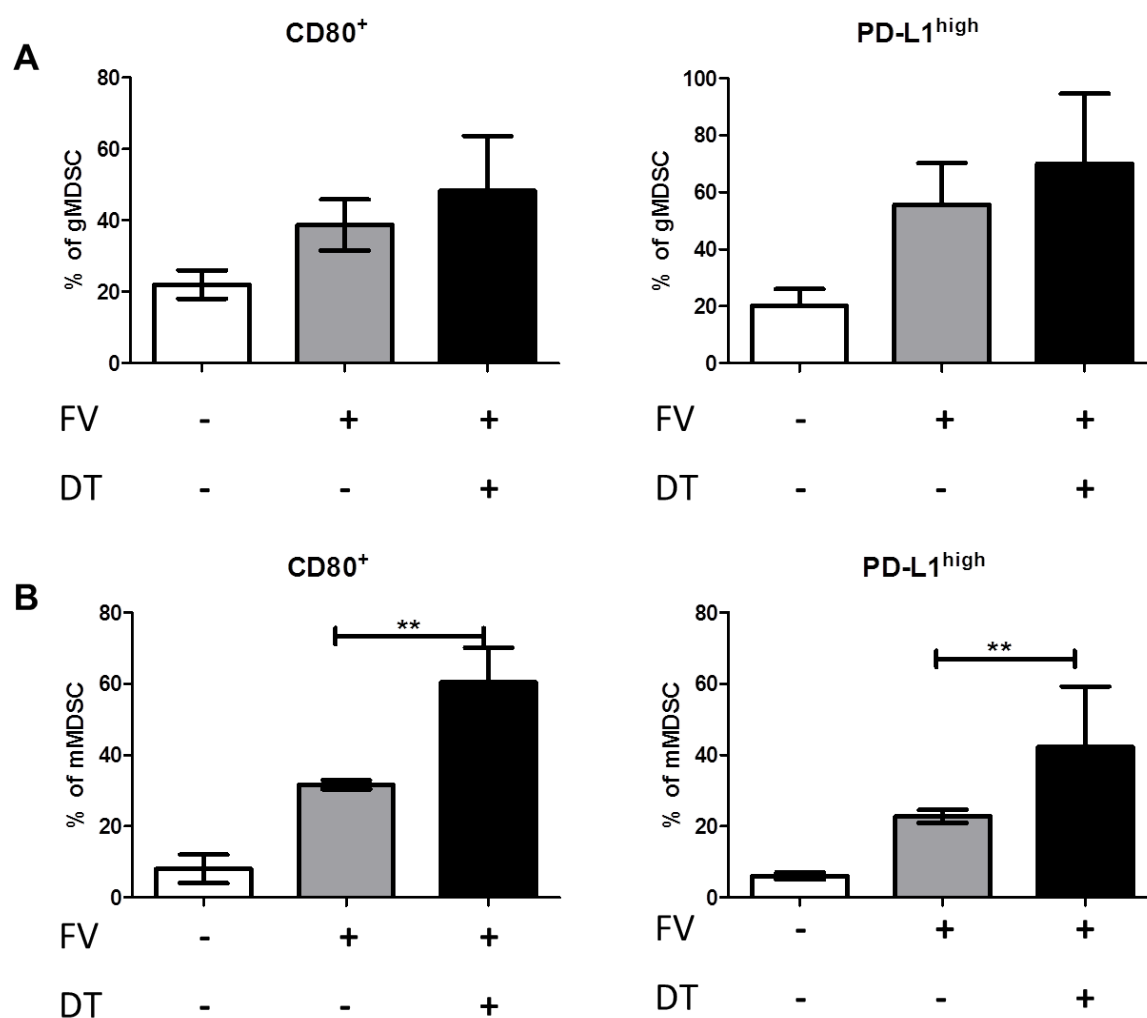 A
CD80+
PD-L1high
% of gMDSC
80
60
40
20
0
% of gMDSC
100
80
60
40
20
0
FV - + +
DT - - +
FV - + +
DT - - +
B
CD80+
PD-L1high
% of mMDSC
80
60
40
20
0
**
% of mMDSC
80
60
40
20
0
**
FV - + +
DT - - +
FV - + +
DT - - +